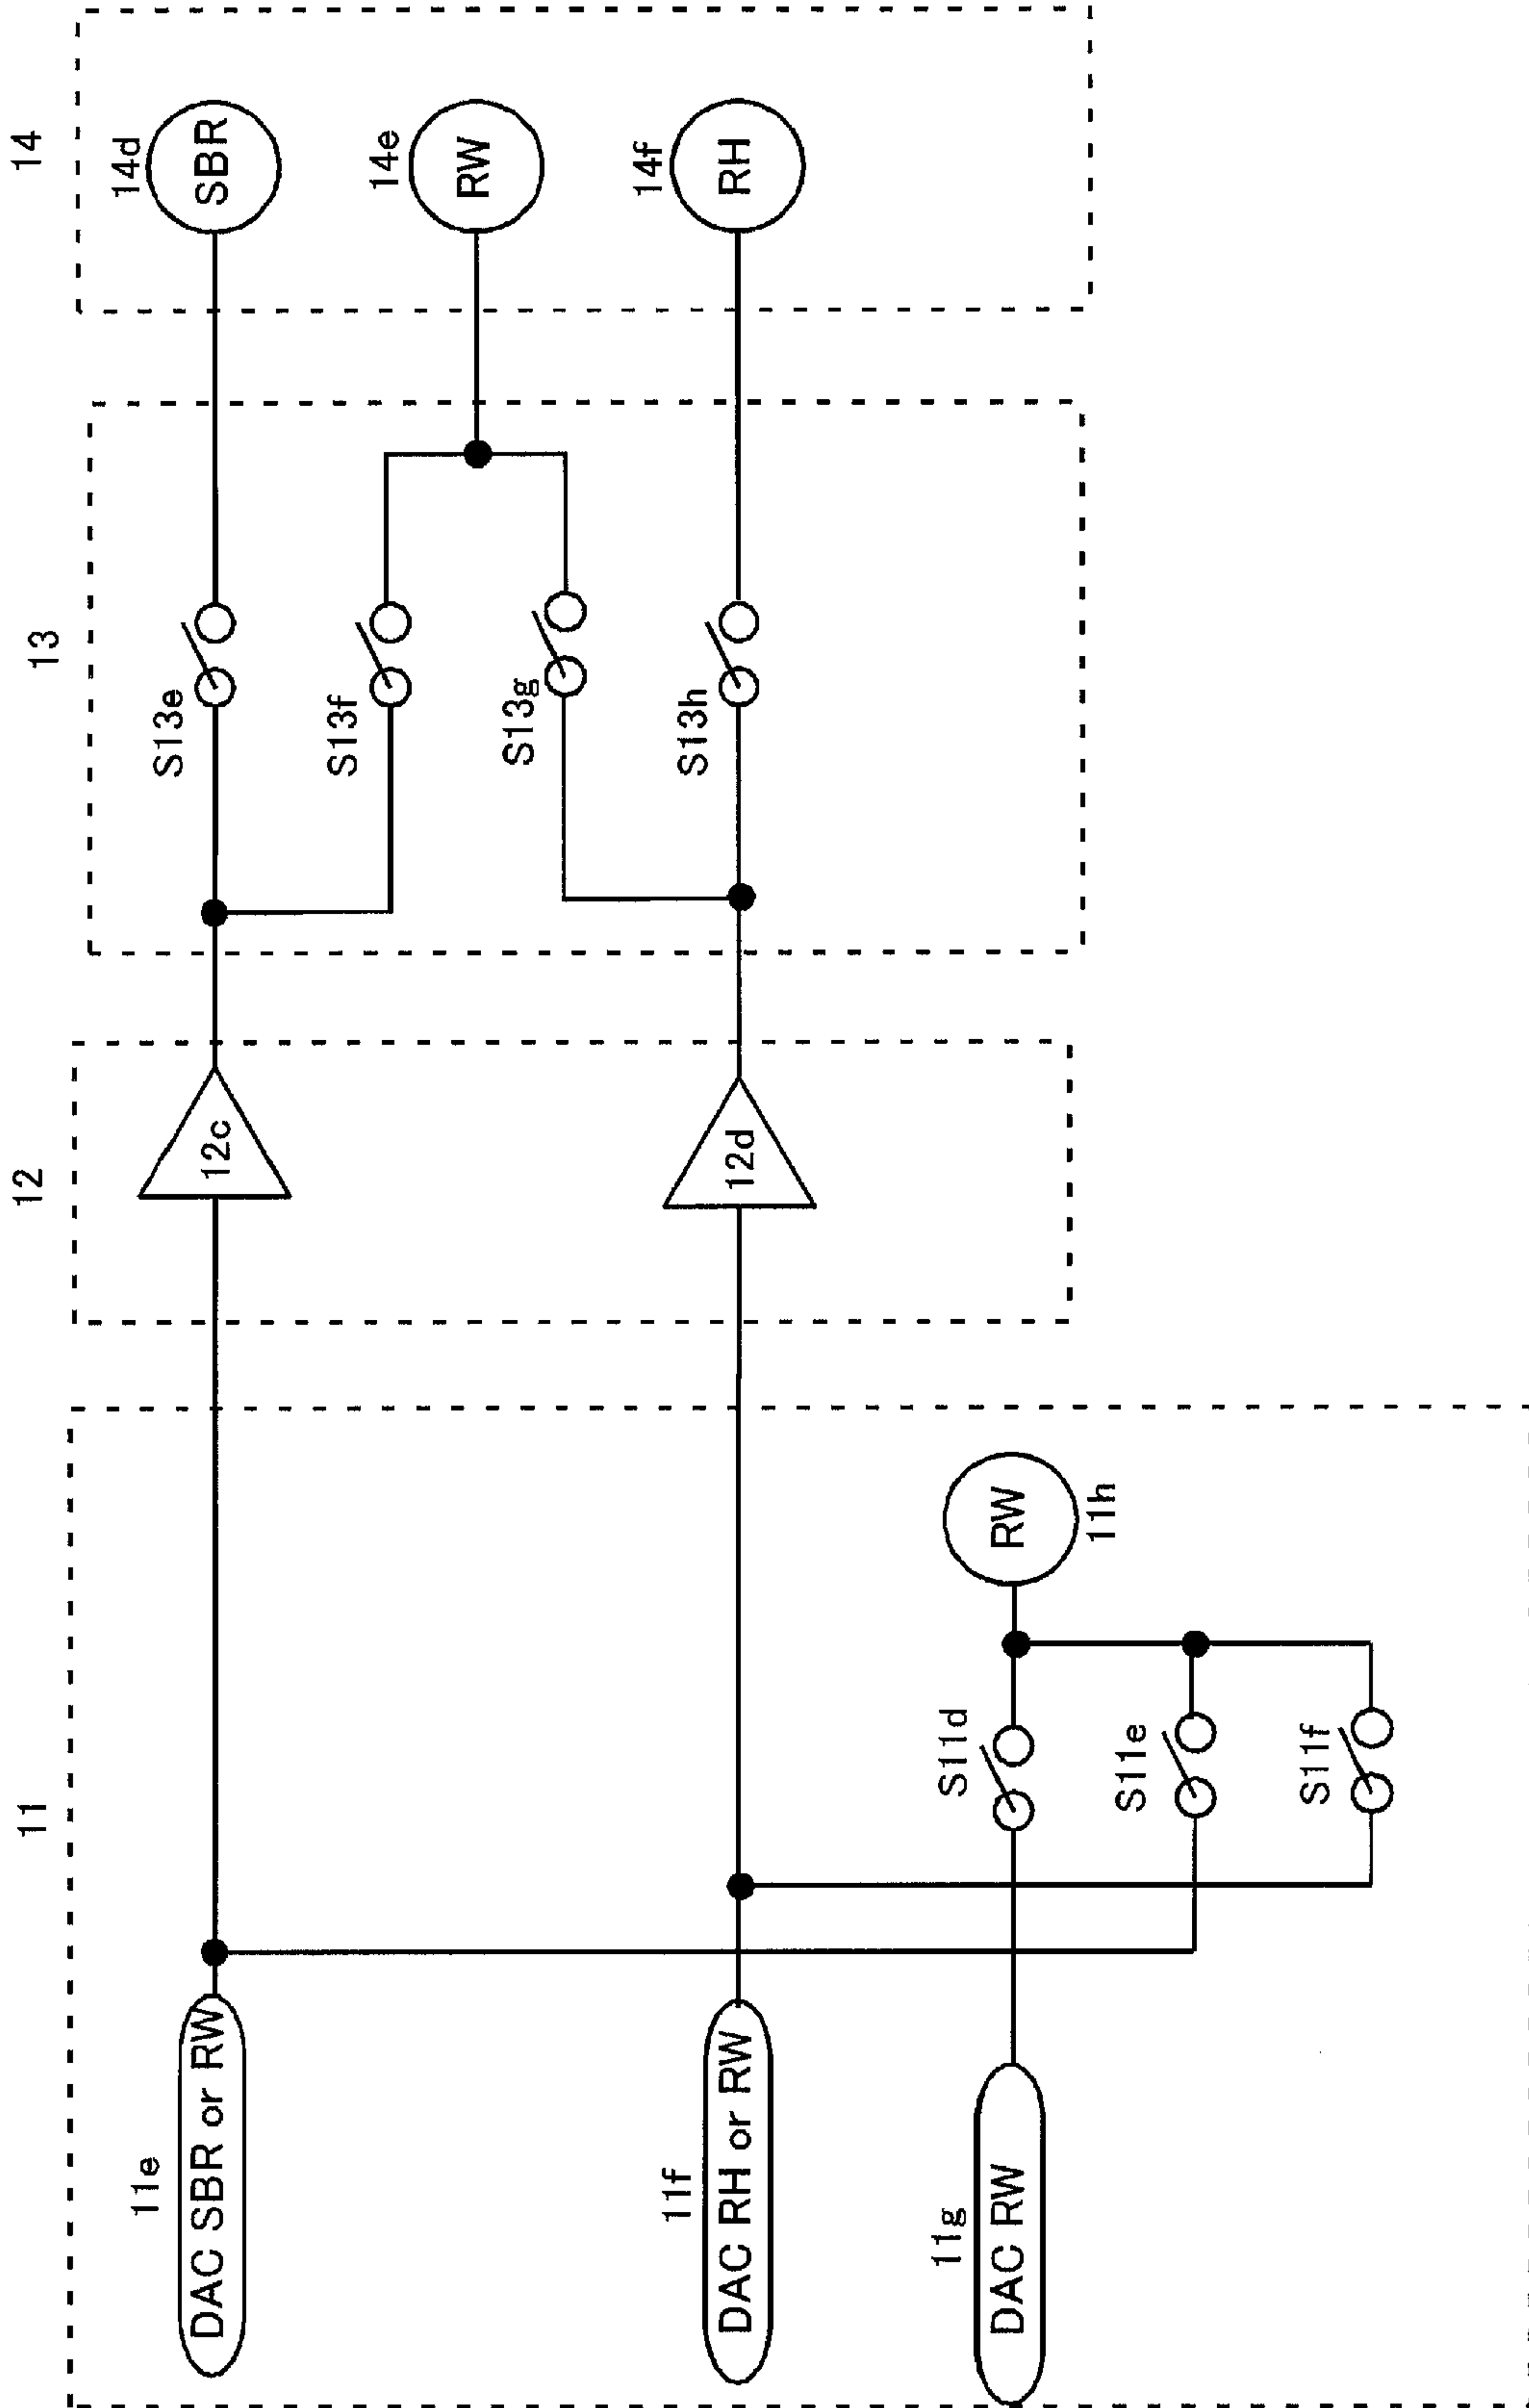 11
12
13
14
11e
DAC SBR or RW
12c
S13e
14d
SBR
S13f
14e
RW
S13g
11f
DAC RH or RW
12d
S13h
14f
RH
11g
DAC RW
S11d
RW
11h
S11e
S11f